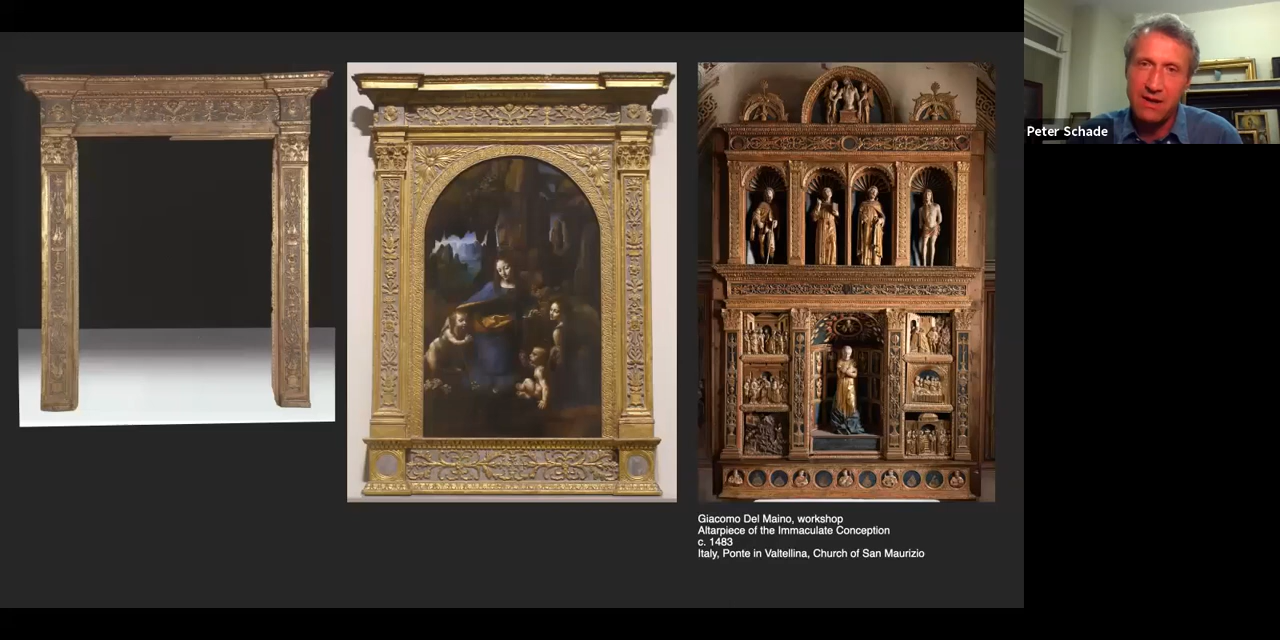 Peter Schade
Giacomo Del Maino, workshop
Altarpiece of the Immaculate Conception
c. 1483
Italy, Ponte in Valtellina, Church of San Maurizio